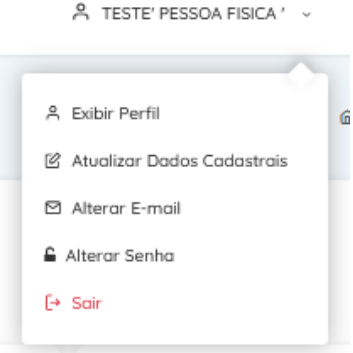 TESTE' PESSOA FISICA '
Exibir Perfil
Atualizar Dados Cadastrais
Alterar E-mail
Alterar Senha
Sair